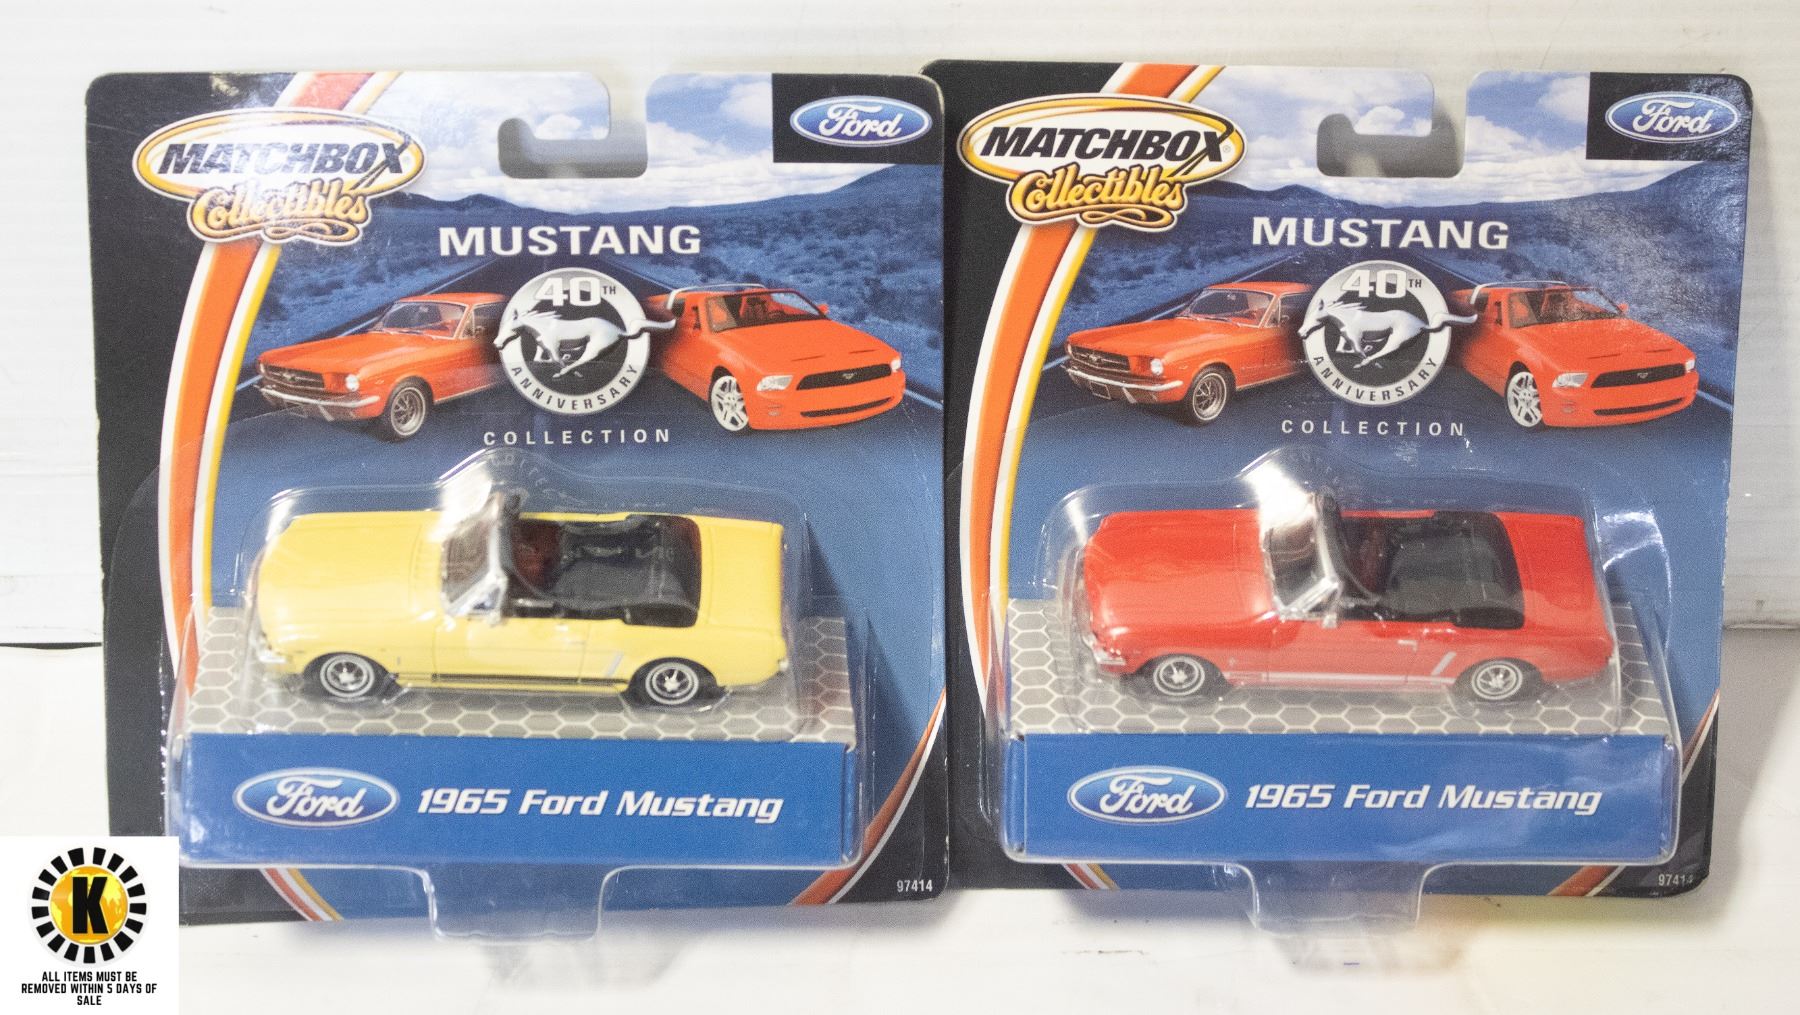 MATCHBOX
Collectibles
Ford
MUSTANG
40TH
ANNIVERSARY
COLLECTION
Ford
1965 Ford Mustang
97414
MATCHBOX®
Collectibles
Ford
MUSTANG
40TH
ANNIVERSARY
COLLECTION
Ford
1965 Ford Mustang
97414
K
ALL ITEMS MUST BE
REMOVED WITHIN 5 DAYS OF
SALE